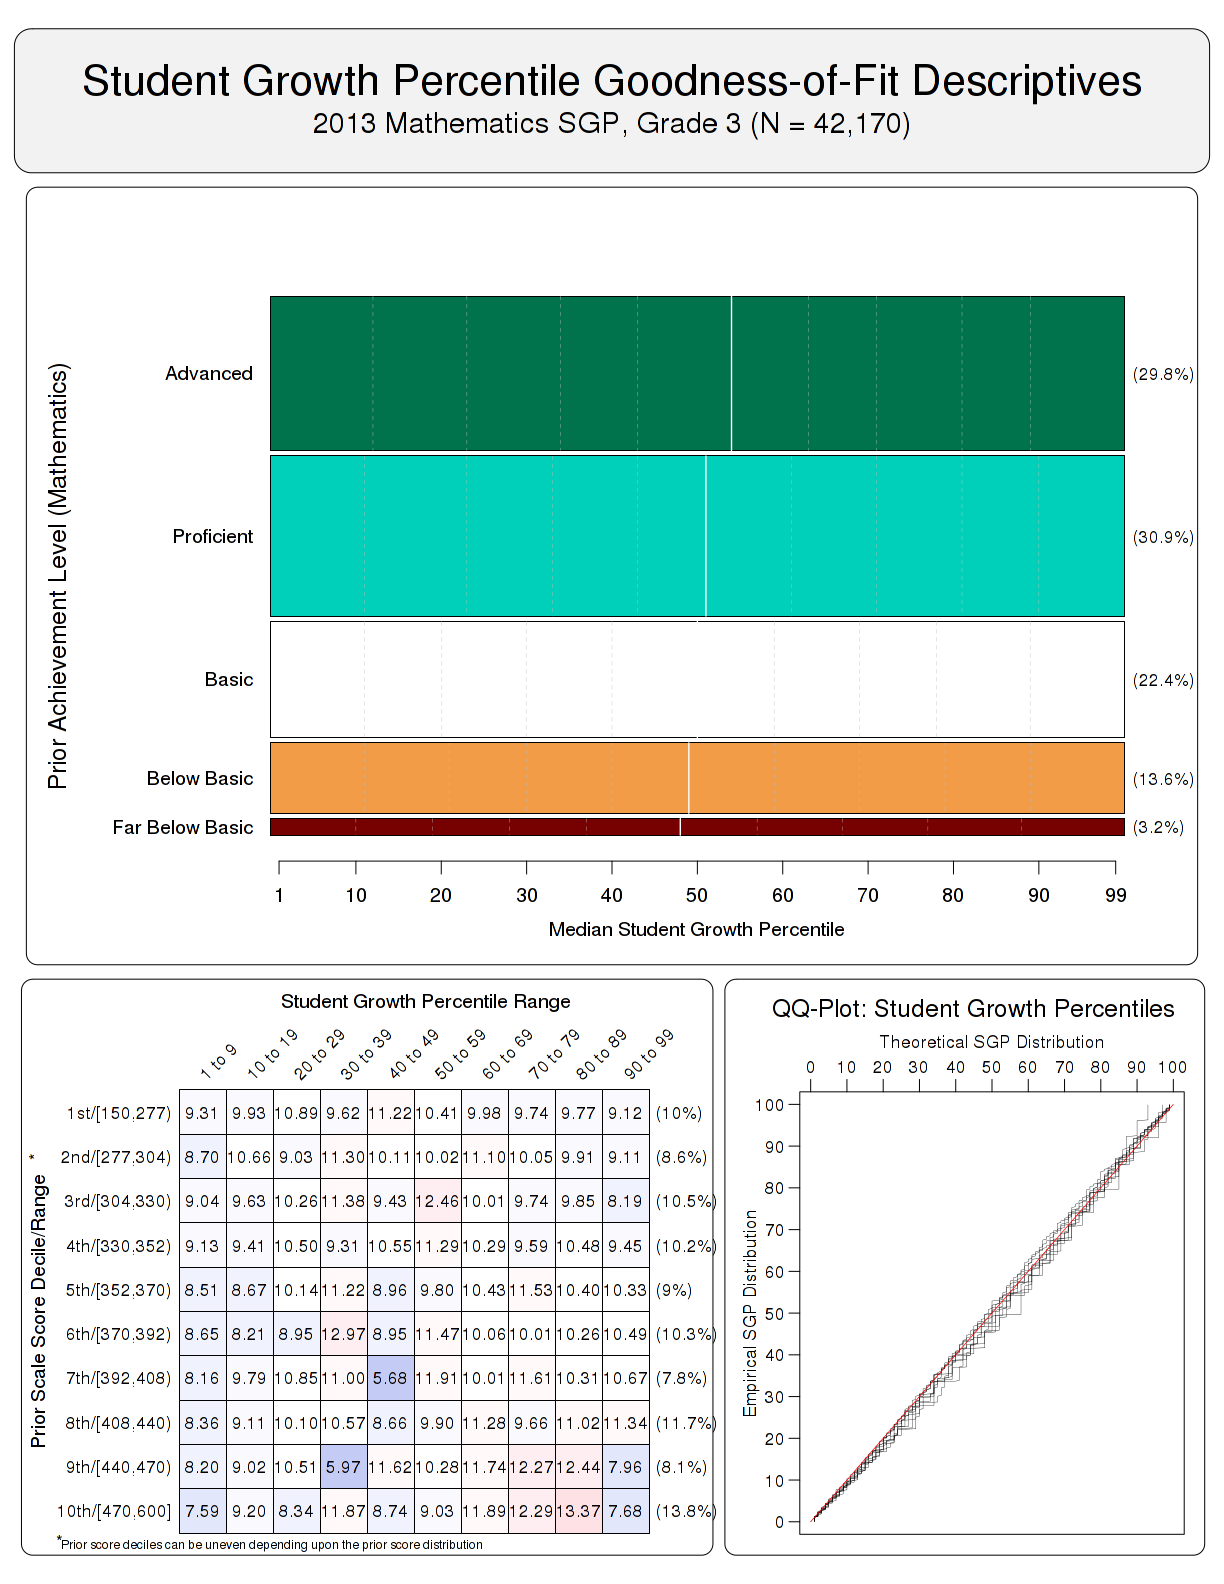 Student Growth Percentile Goodness-of-Fit Descriptives
2013 Mathematics SGP, Grade 3 (N = 42,170)
Prior Achievement Level (Mathematics)
Advanced (29.8%)
Proficient (30.9%)
Basic (22.4%)
Below Basic (13.6%)
Far Below Basic (3.2%)
1 10 20 30 40 50 60 70 80 90 99
Median Student Growth Percentile
Student Growth Percentile Range
1 to 9 10 to 19 20 to 29 30 to 39 40 to 49 50 to 59 60 to 69 70 to 79 80 to 89 90 to 99
Prior Scale Score Decile/Range *
1st/[150,277) 9.31 9.93 10.89 9.62 11.22 10.41 9.98 9.74 9.77 9.12 (10%)
2nd/[277,304) 8.70 10.66 9.03 11.30 10.11 10.02 11.10 10.05 9.91 9.11 (8.6%)
3rd/[304,330) 9.04 9.63 10.26 11.38 9.43 12.46 10.01 9.74 9.85 8.19 (10.5%)
4th/[330,352) 9.13 9.41 10.50 9.31 10.55 11.29 10.29 9.59 10.48 9.45 (10.2%)
5th/[352,370) 8.51 8.67 10.14 11.22 8.96 9.80 10.43 11.53 10.40 10.33 (9%)
6th/[370,392) 8.65 8.21 8.95 12.97 8.95 11.47 10.06 10.01 10.26 10.49 (10.3%)
7th/[392,408) 8.16 9.79 10.85 11.00 5.68 11.91 10.01 11.61 10.31 10.67 (7.8%)
8th/[408,440) 8.36 9.11 10.10 10.57 8.66 9.90 11.28 9.66 11.02 11.34 (11.7%)
9th/[440,470) 8.20 9.02 10.51 5.97 11.62 10.28 11.74 12.27 12.44 7.96 (8.1%)
10th/[470,600] 7.59 9.20 8.34 11.87 8.74 9.03 11.89 12.29 13.37 7.68 (13.8%)
*Prior score deciles can be uneven depending upon the prior score distribution
QQ-Plot: Student Growth Percentiles
Theoretical SGP Distribution
0 10 20 30 40 50 60 70 80 90 100
Empirical SGP Distribution
100
90
80
70
60
50
40
30
20
10
0